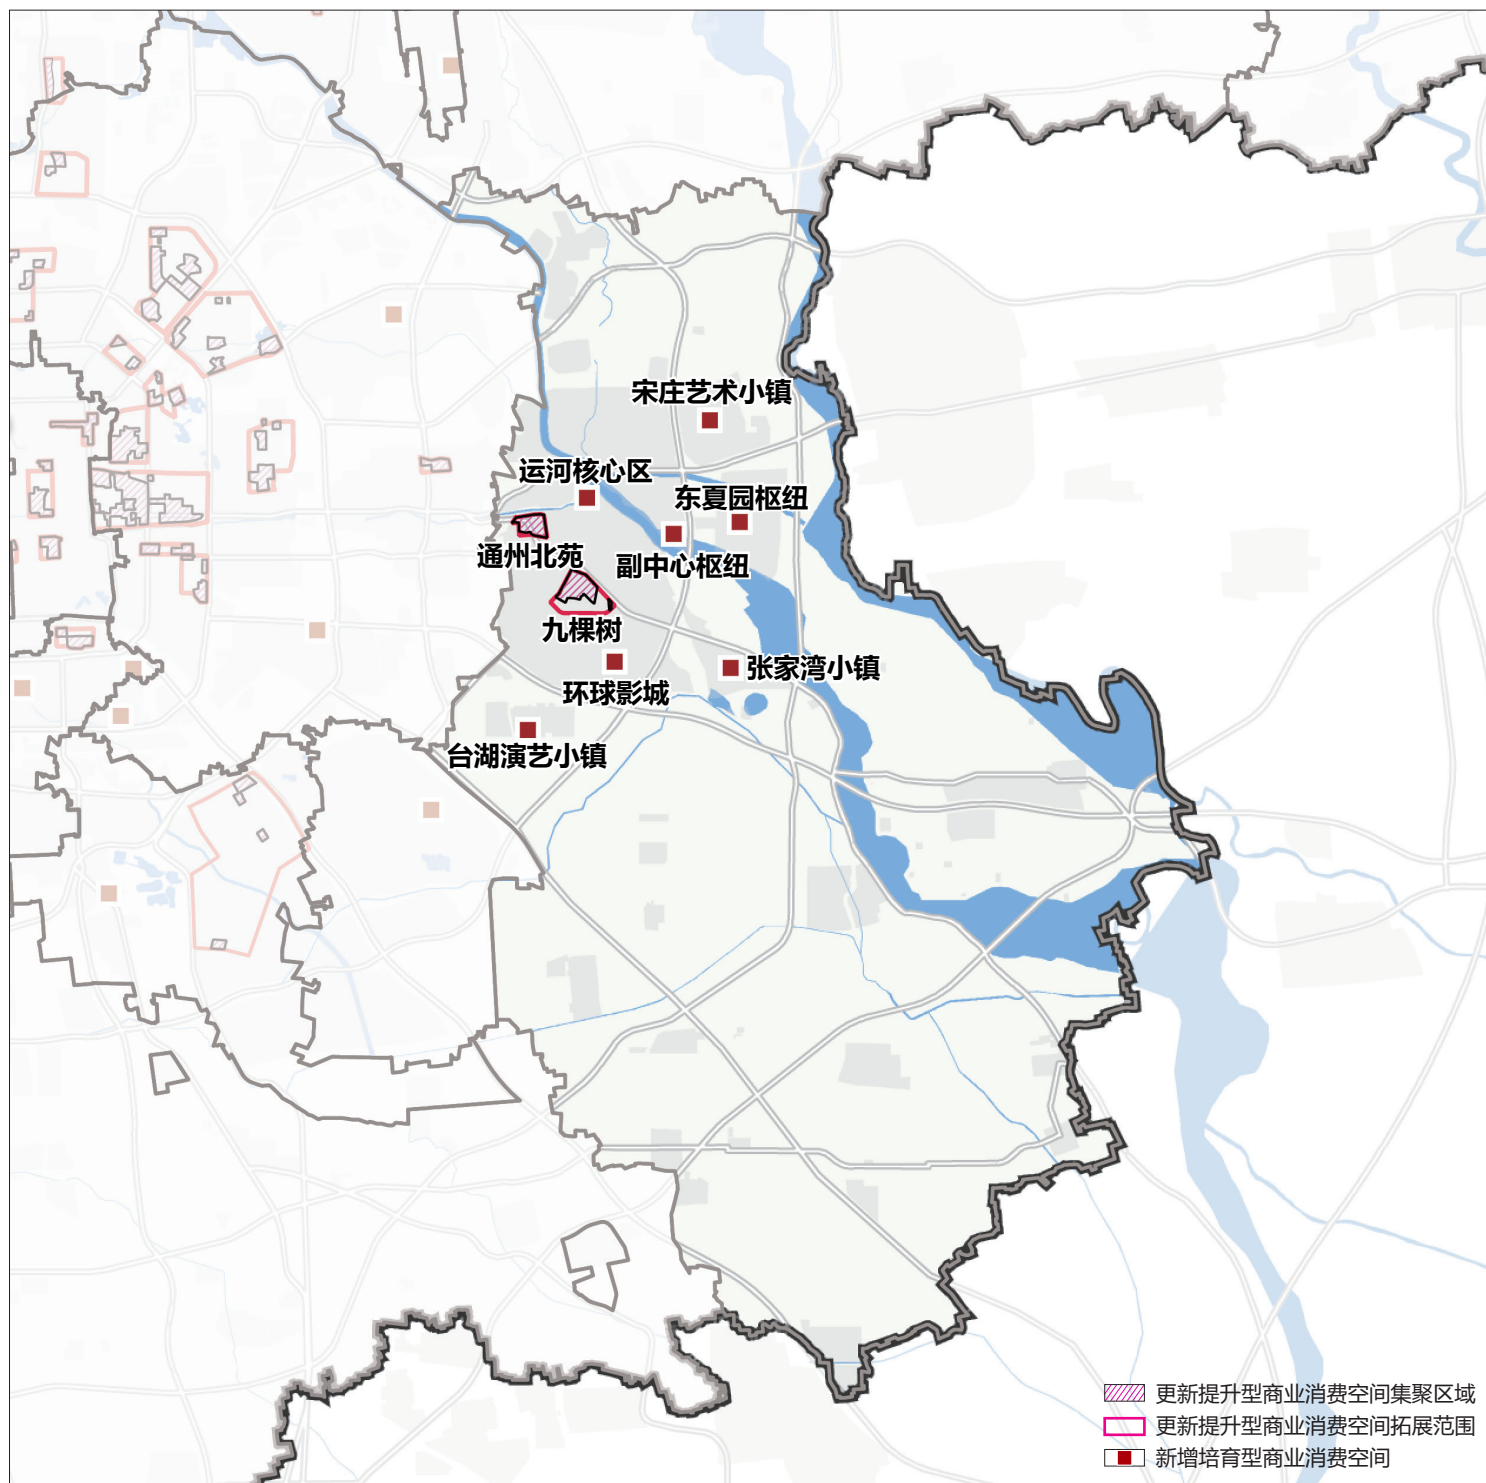 宋庄艺术小镇
运河核心区
东夏园枢纽
通州北苑
副中心枢纽
九棵树
张家湾小镇
环球影城
台湖演艺小镇
更新提升型商业消费空间集聚区域
更新提升型商业消费空间拓展范围
新增培育型商业消费空间